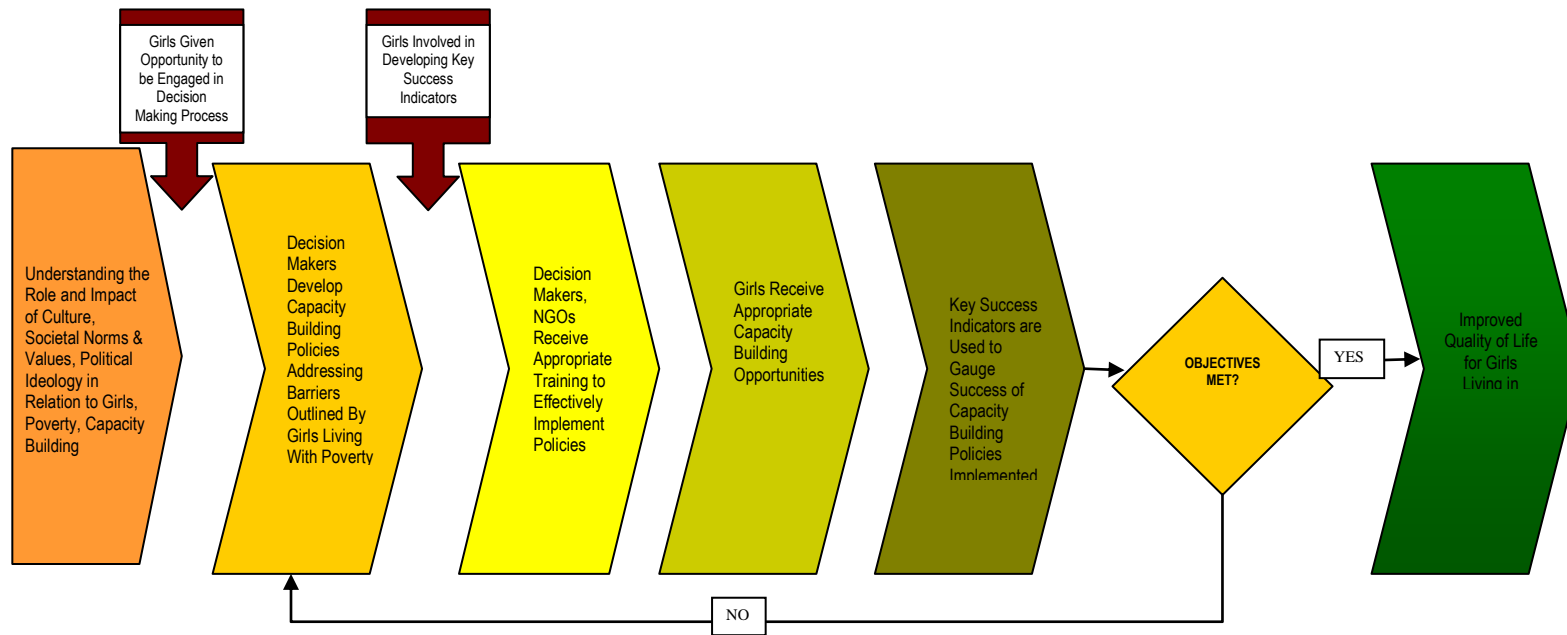 Girls Given
Opportunity to
be Engaged in
Decision
Making Process
Girls Involved in
Developing Key
Success
Indicators
Understanding the
Role and Impact
of Culture,
Societal Norms &
Values, Political
Ideology in
Relation to Girls,
Poverty, Capacity
Building
Decision
Makers
Develop
Capacity
Building
Policies
Addressing
Barriers
Outlined By
Girls Living
With Poverty
Decision
Makers,
NGOs
Receive
Appropriate
Training to
Effectively
Implement
Policies
Girls Receive
Appropriate
Capacity
Building
Opportunities
Key Success
Indicators are
Used to
Gauge
Success of
Capacity
Building
Policies
Implemented
OBJECTIVES
MET?
YES
Improved
Quality of Life
for Girls
Living in
NO